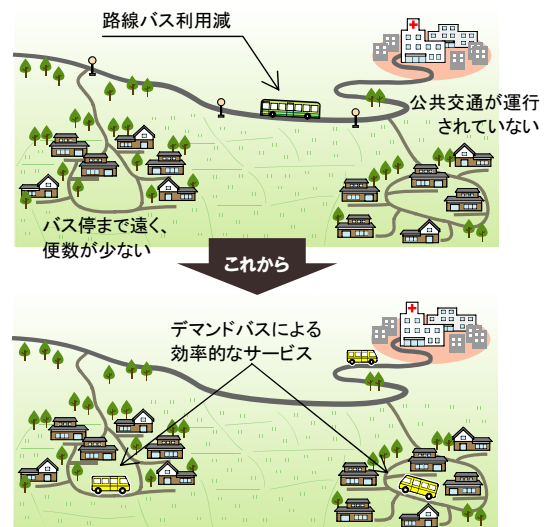 路線バス利用減
公共交通が運行
されていない
バス停まで遠く、
便数が少ない
これから
デマンドバスによる
効率的なサービス